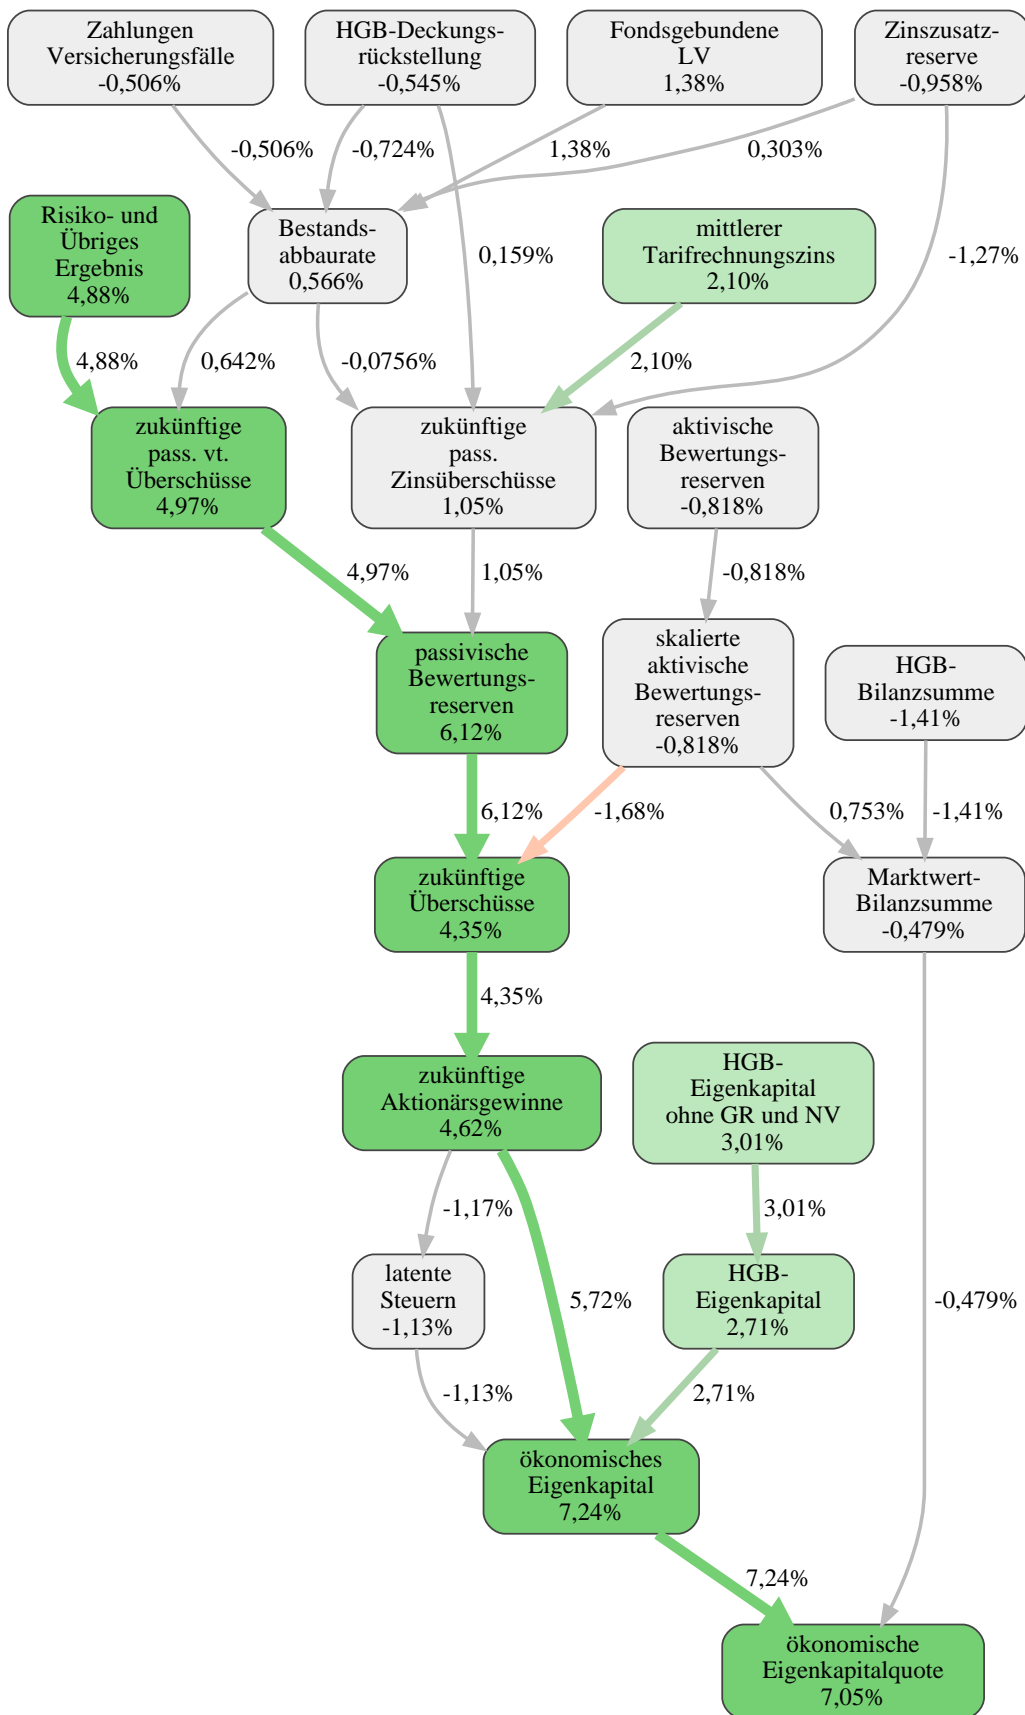 Zahlungen
Versicherungsfälle
-0,506%
HGB-Deckungs-
rückstellung
-0,545%
Fondsgebundene
LV
1,38%
Zinszusatz-
reserve
-0,958%
-0,506%
-0,724%
1,38%
0,303%
Risiko- und
Übriges
Ergebnis
4,88%
Bestands-
abbaurate
0,566%
0,159%
mittlerer
Tarifrechnungszins
2,10%
-1,27%
4,88%
0,642%
-0,0756%
2,10%
zukünftige
pass. vt.
Überschüsse
4,97%
zukünftige
pass.
Zinsüberschüsse
1,05%
aktivische
Bewertungs-
reserven
-0,818%
4,97%
1,05%
-0,818%
passivische
Bewertungs-
reserven
6,12%
skalierte
aktivische
Bewertungs-
reserven
-0,818%
HGB-
Bilanzsumme
-1,41%
6,12%
-1,68%
0,753%
-1,41%
zukünftige
Überschüsse
4,35%
Marktwert-
Bilanzsumme
-0,479%
4,35%
zukünftige
Aktionärsgewinne
4,62%
HGB-
Eigenkapital
ohne GR und NV
3,01%
-1,17%
3,01%
latente
Steuern
-1,13%
5,72%
HGB-
Eigenkapital
2,71%
-0,479%
-1,13%
2,71%
ökonomisches
Eigenkapital
7,24%
7,24%
ökonomische
Eigenkapitalquote
7,05%